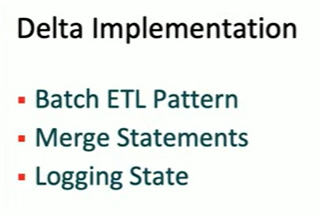 Delta Implementation
Batch ETL Pattern
Merge Statements
Logging State